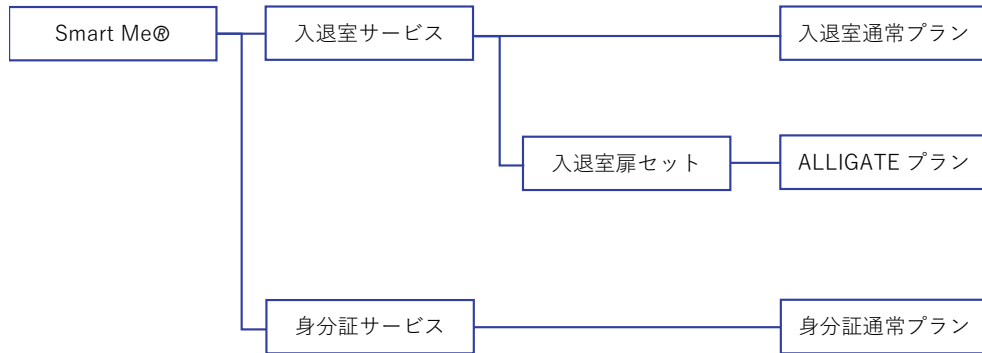 Smart Me®
入退室サービス
入退室通常プラン
入退室扉セット
ALLIGATE プラン
身分証サービス
身分証通常プラン